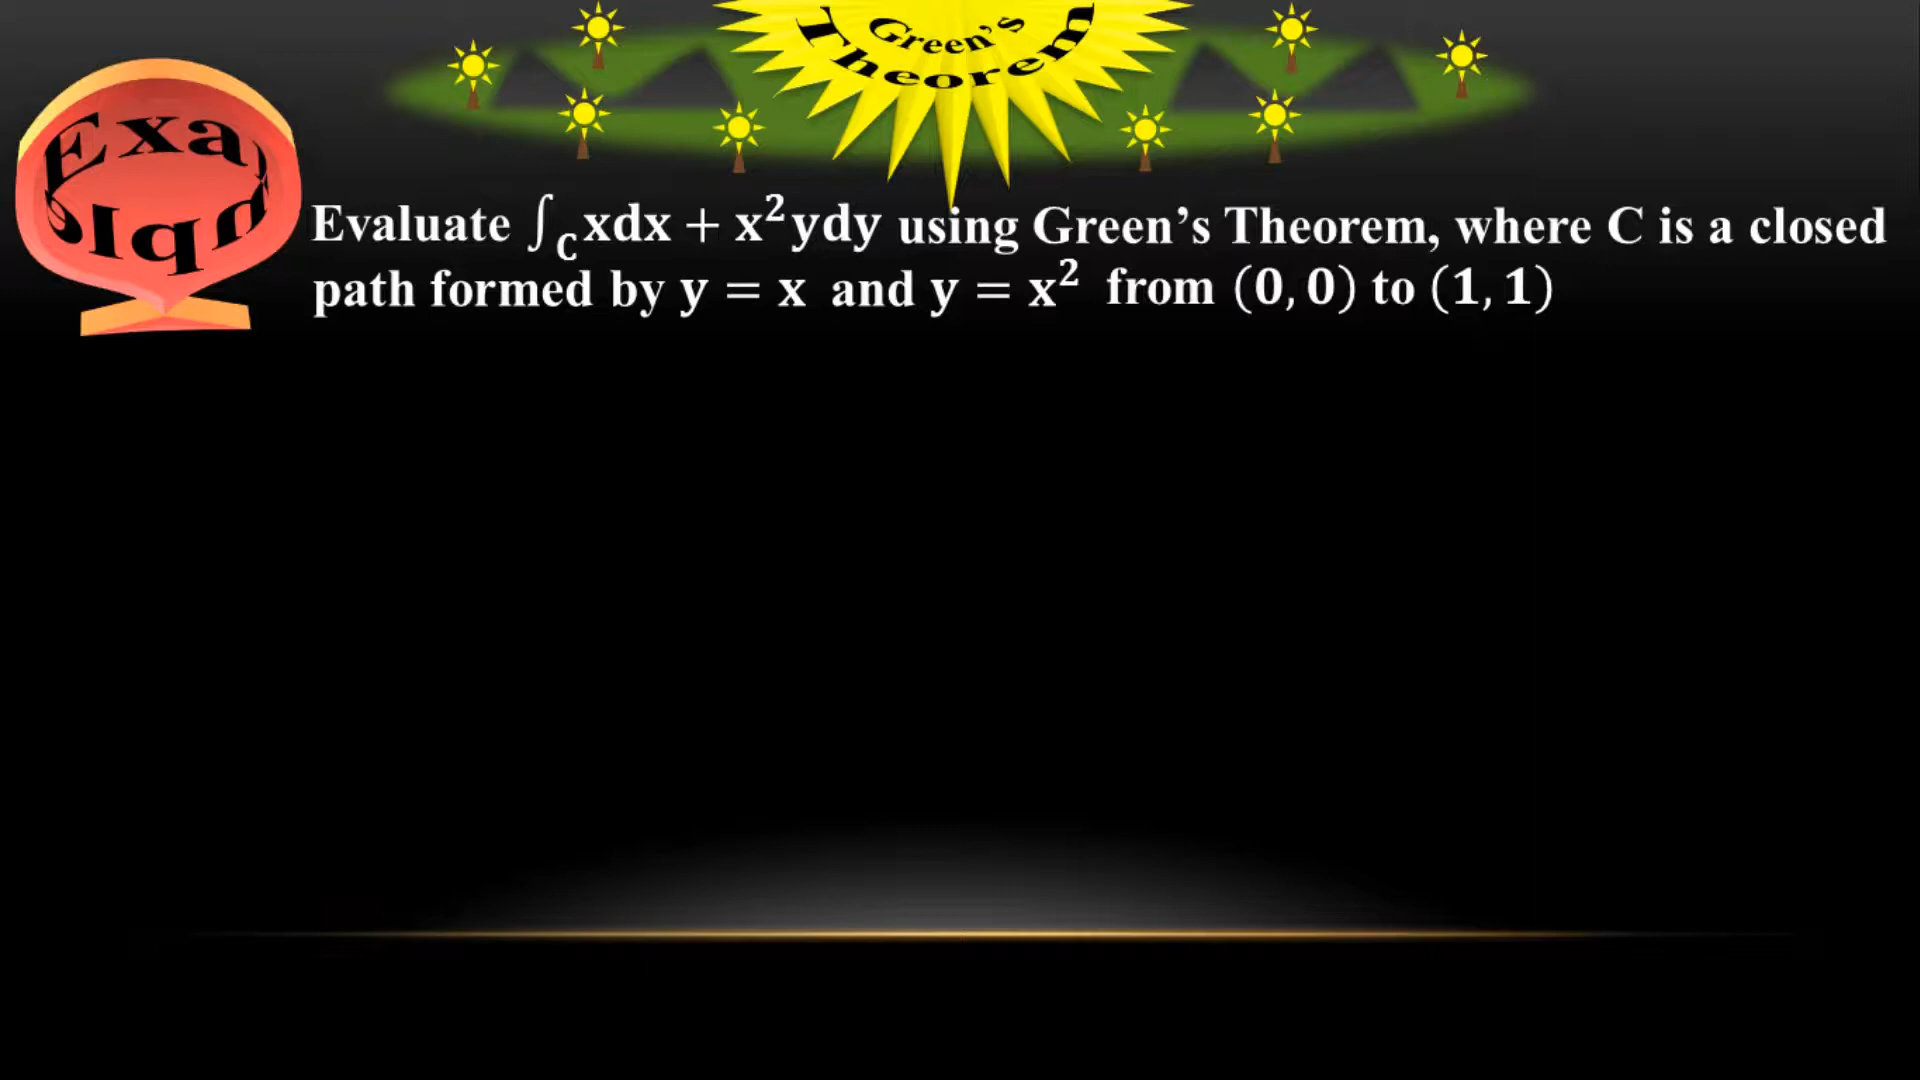 Green's
Theorem
Example
Evaluate ∫_C xdx + x²ydy using Green's Theorem, where C is a closed
path formed by y = x and y = x² from (0, 0) to (1, 1)